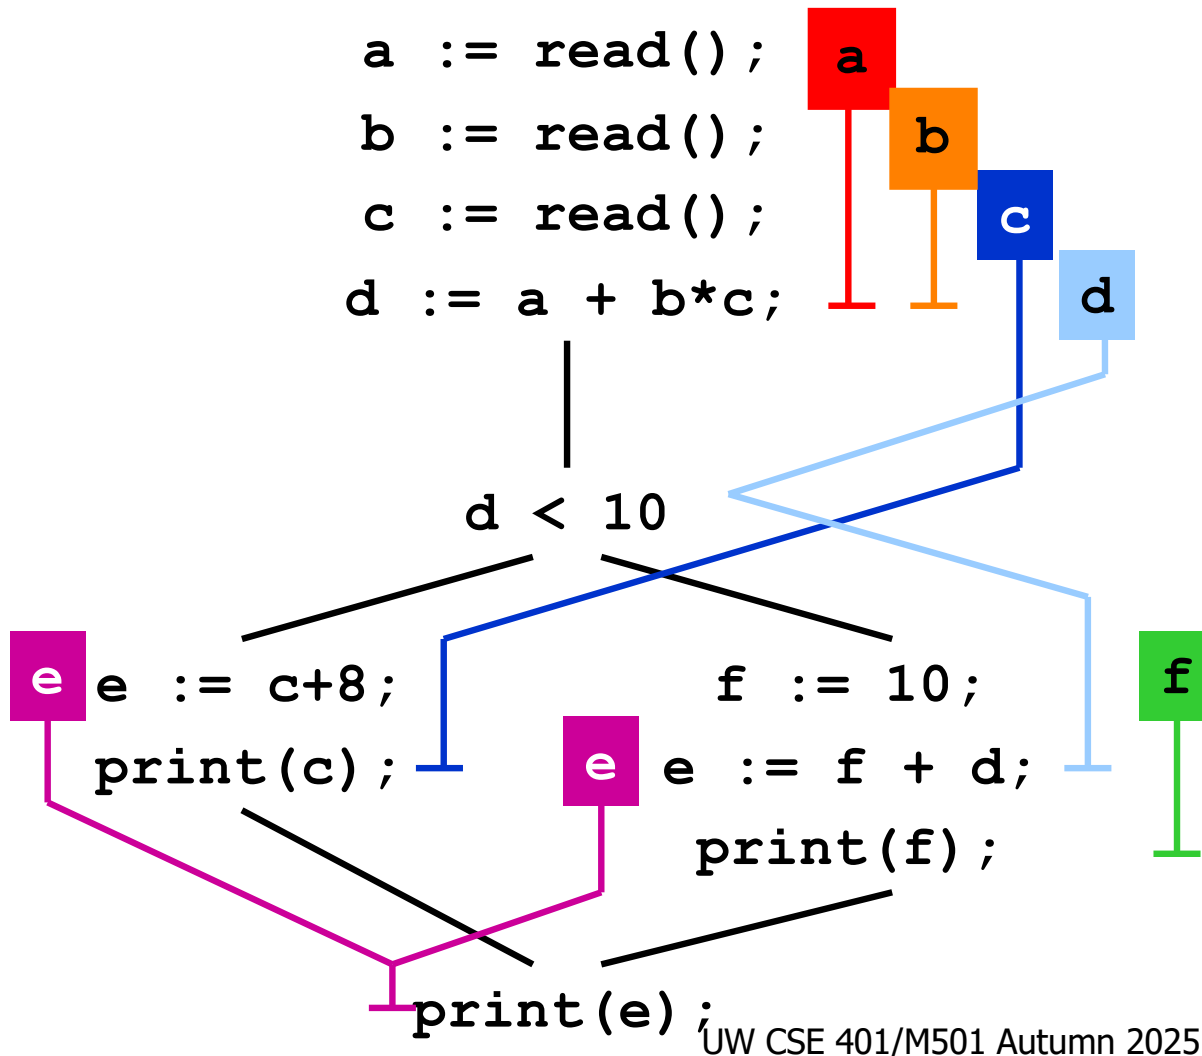 a := read(); a
b := read(); b
c := read(); c
d := a + b*c; d
d < 10
e e := c+8; f := 10; f
print(c); e e := f + d;
print(f);
print(e);
UW CSE 401/M501 Autumn 2025